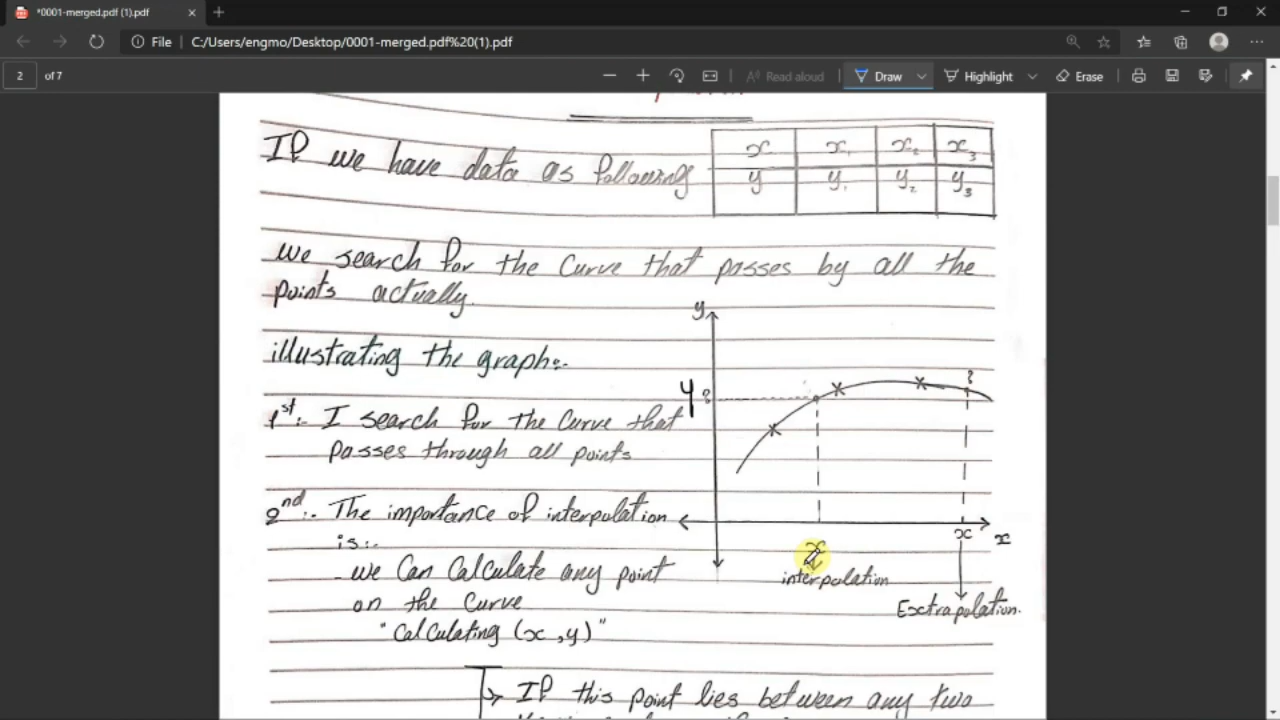 *0001-merged.pdf (1).pdf
File | C:/Users/engmo/Desktop/0001-merged.pdf%20(1).pdf
2 of 7
Read aloud
Draw
Highlight
Erase
IP we have data as following
x x₁ x₂ x₃
y y₁ y₂ y₃
we search for the Curve that passes by all the
points actually.
illustrating the graph:-
1st:- I search for the Curve that
passes through all points
2nd:- The importance of interpolation
is:-
- we Can Calculate any point
on the Curve
"Calculating (x,y)"
↳ IP this point lies between any two
y
y?
?
x
x
x
interpolation
Exctrapolation.